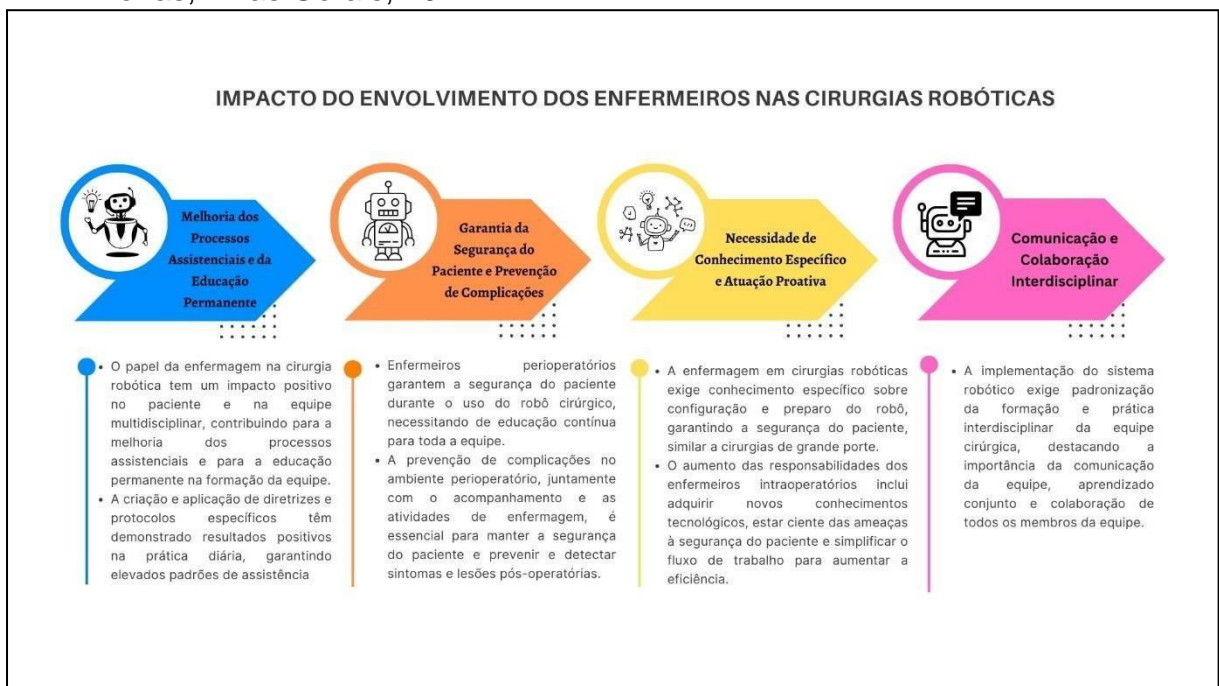 IMPACTO DO ENVOLVIMENTO DOS ENFERMEIROS NAS CIRURGIAS ROBÓTICAS
Melhoria dos
Processos
Assistenciais e da
Educação
Permanente
Garantia da
Segurança do
Paciente e Prevenção
de Complicações
Necessidade de
Conhecimento Específico
e Atuação Proativa
Comunicação e
Colaboração
Interdisciplinar
• O papel da enfermagem na cirurgia
robótica tem um impacto positivo
no paciente e na equipe
multidisciplinar, contribuindo para a
melhoria dos processos
assistenciais e para a educação
permanente na formação da equipe.
• A criação e aplicação de diretrizes e
protocolos específicos têm
demonstrado resultados positivos
na prática diária, garantindo
elevados padrões de assistência
• Enfermeiros perioperatórios
garantem a segurança do paciente
durante o uso do robô cirúrgico,
necessitando de educação contínua
para toda a equipe.
• A prevenção de complicações no
ambiente perioperatório, juntamente
com o acompanhamento e as
atividades de enfermagem, é
essencial para manter a segurança
do paciente e prevenir e detectar
sintomas e lesões pós-operatórias.
• A enfermagem em cirurgias robóticas
exige conhecimento específico sobre
configuração e preparo do robô,
garantindo a segurança do paciente,
similar a cirurgias de grande porte.
• O aumento das responsabilidades dos
enfermeiros intraoperatórios inclui
adquirir novos conhecimentos
tecnológicos, estar ciente das ameaças
à segurança do paciente e simplificar o
fluxo de trabalho para aumentar a
eficiência.
• A implementação do sistema
robótico exige padronização
da formação e prática
interdisciplinar da equipe
cirúrgica, destacando a
importância da comunicação
da equipe, aprendizado
conjunto e colaboração de
todos os membros da equipe.